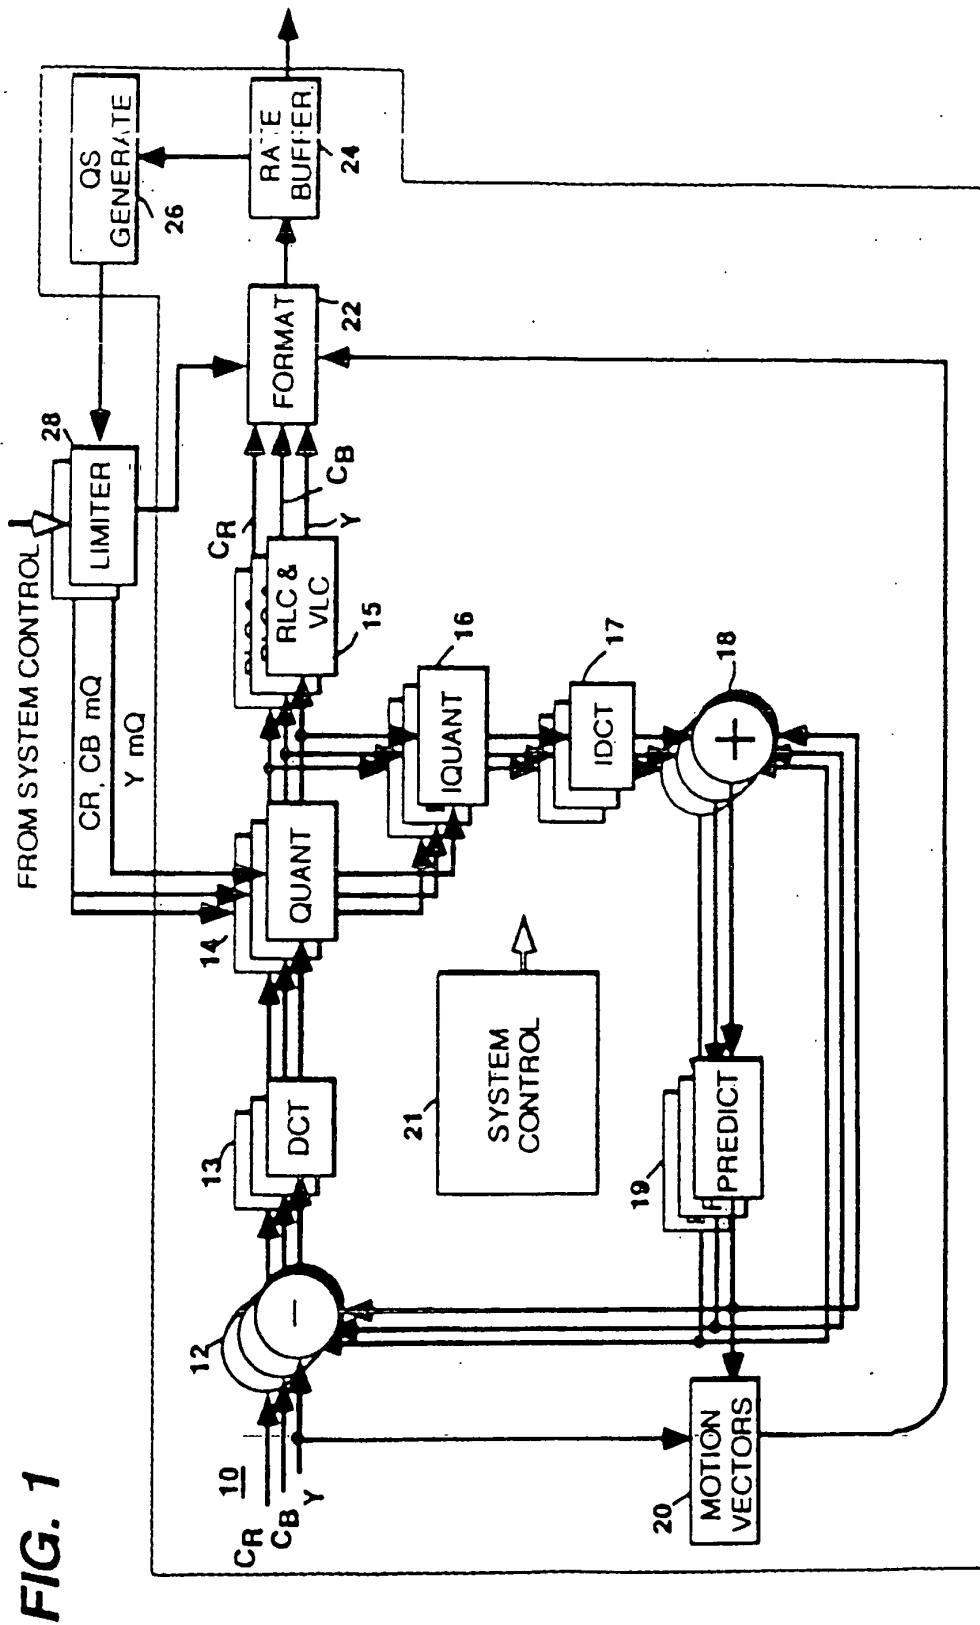 FIG. 1
FROM SYSTEM CONTROL
CR, CB mQ
Y mQ
28
LIMITER
QS
GENERATE
26
10
CR
CB
Y
12
−
13
DCT
14
QUANT
CR
CB
Y
RLC &
VLC
15
FORMAT
22
RATE
BUFFER
24
IQUANT
16
IDCT
17
+
18
21
SYSTEM
CONTROL
19
PREDICT
20
MOTION
VECTORS